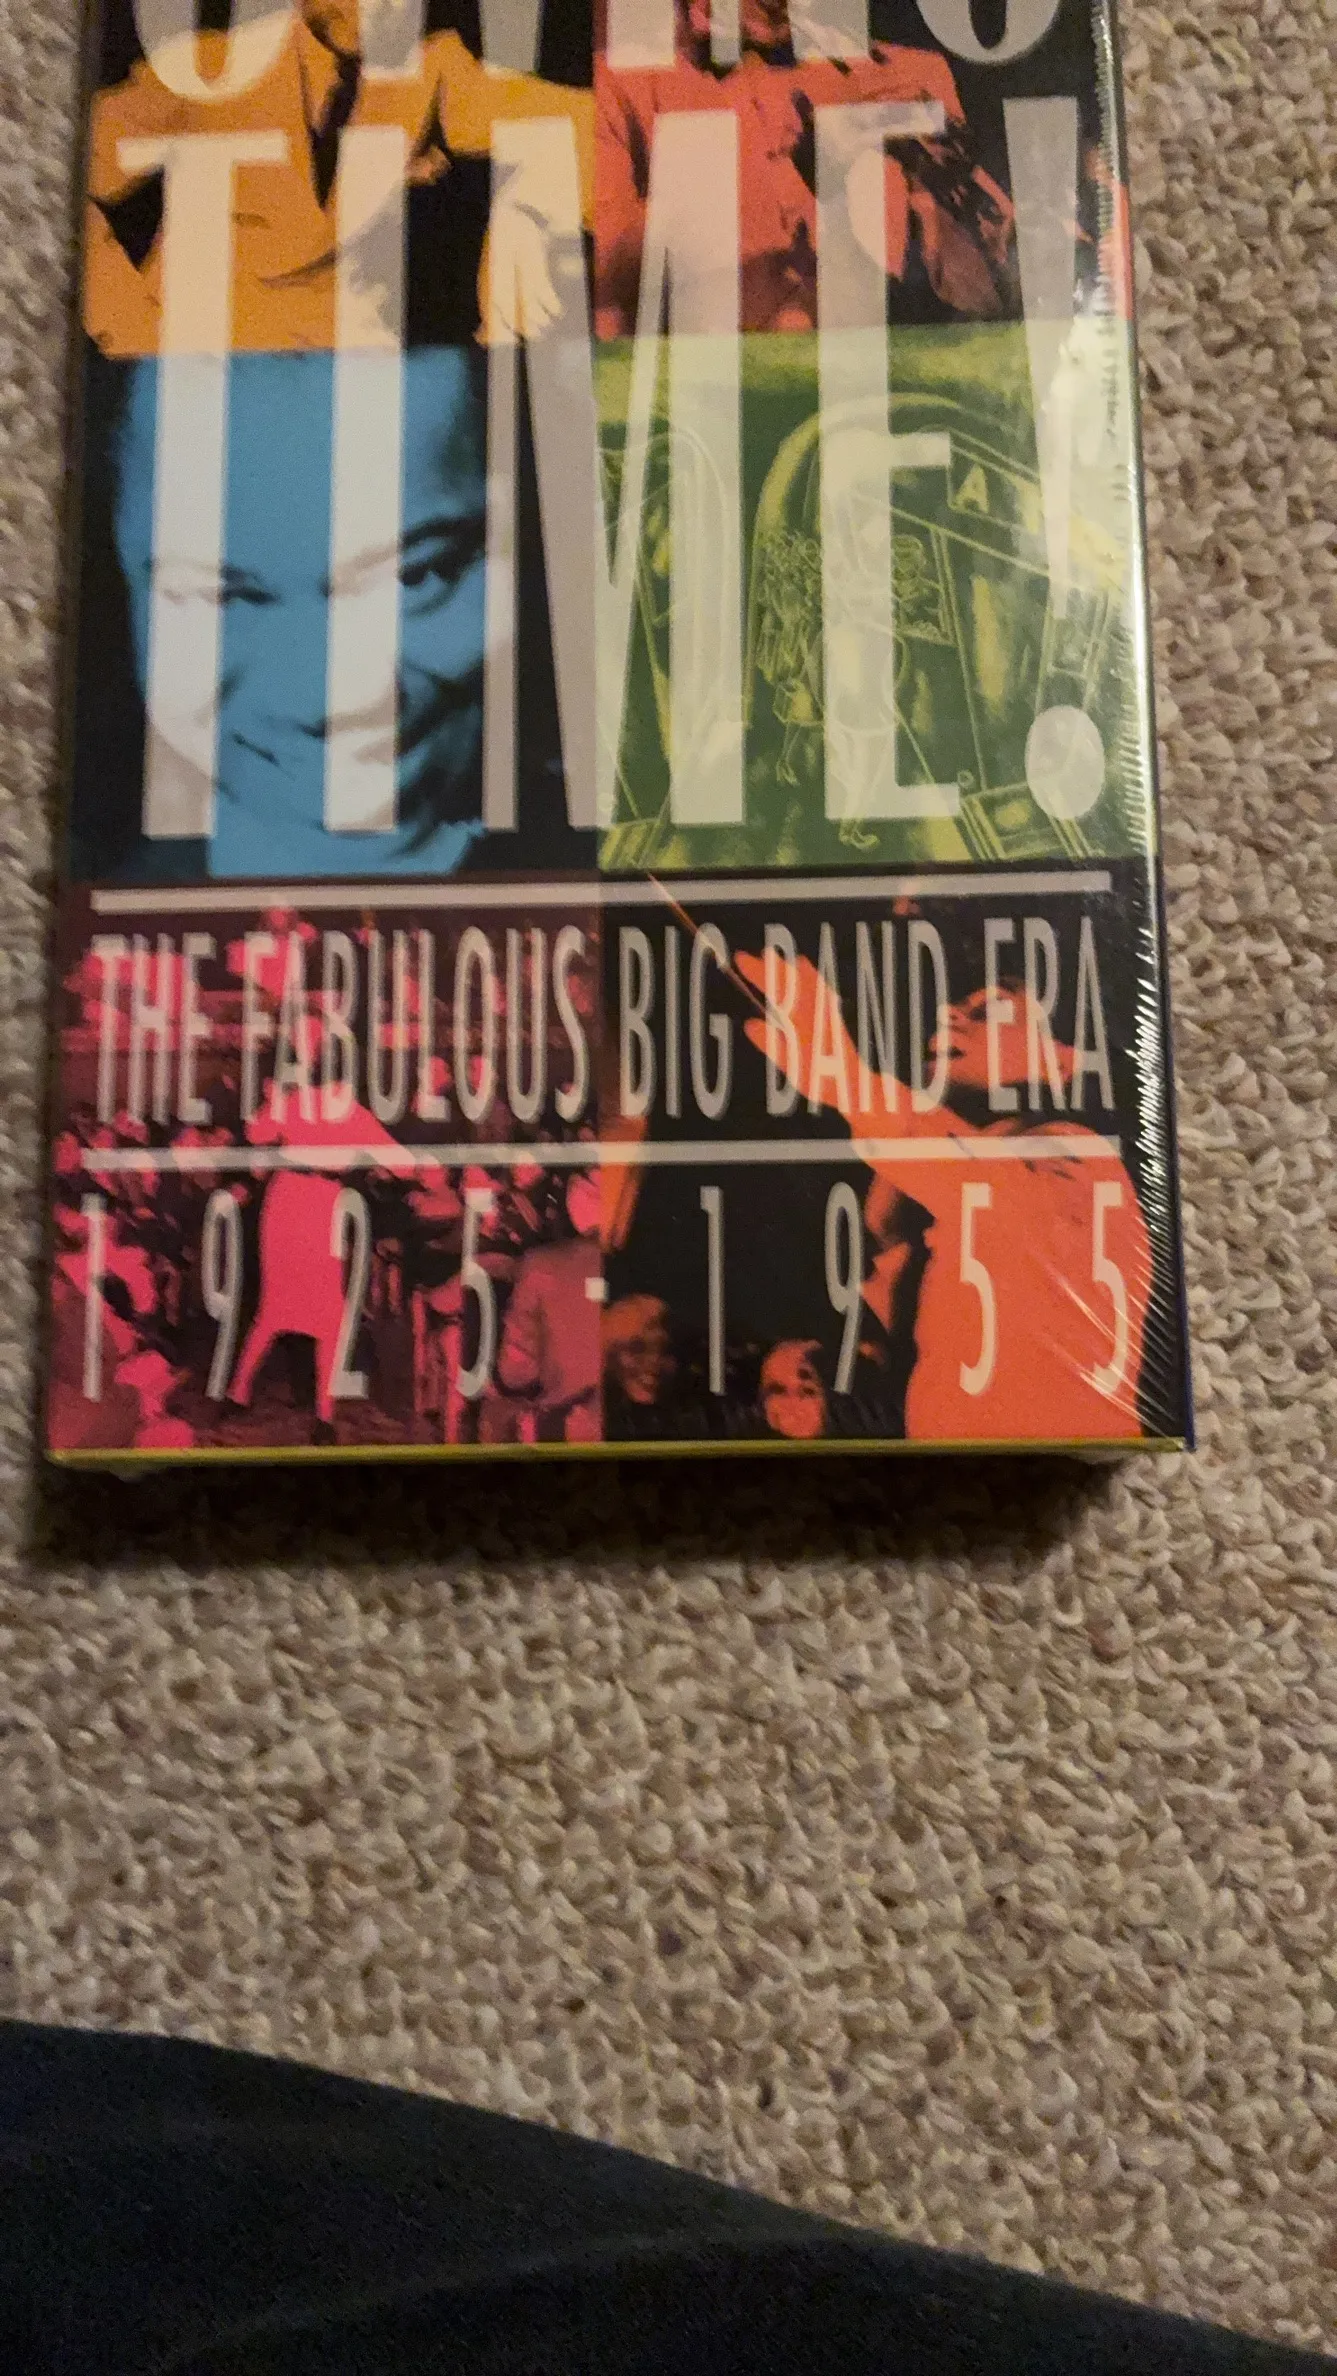 TIME!
THE FABULOUS BIG BAND ERA
1925-1955